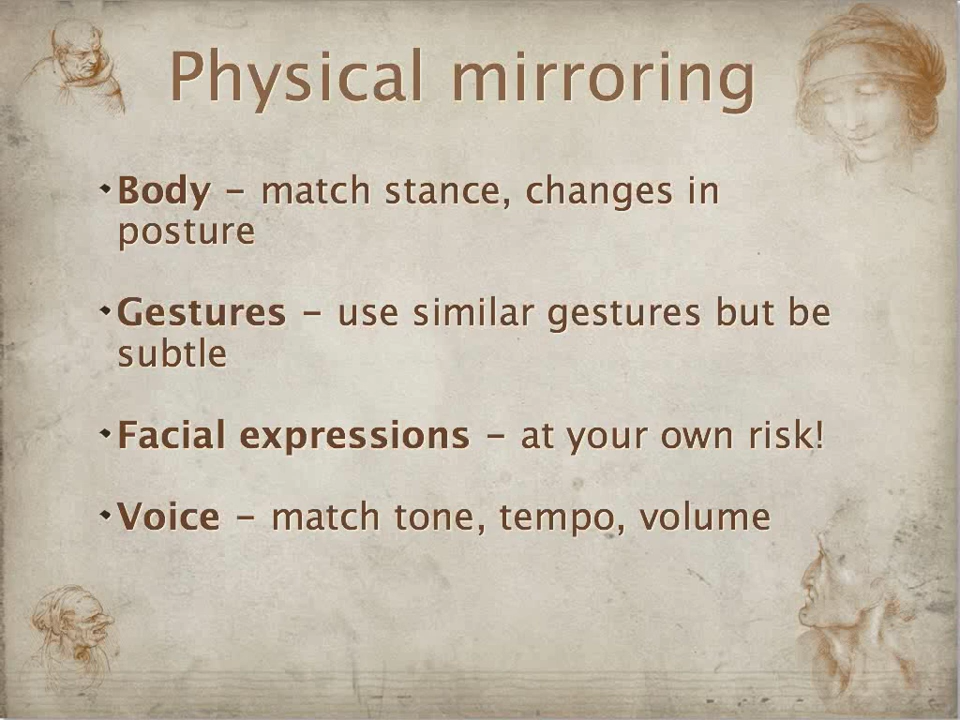 Physical mirroring
Body – match stance, changes in
posture
Gestures – use similar gestures but be
subtle
Facial expressions – at your own risk!
Voice – match tone, tempo, volume